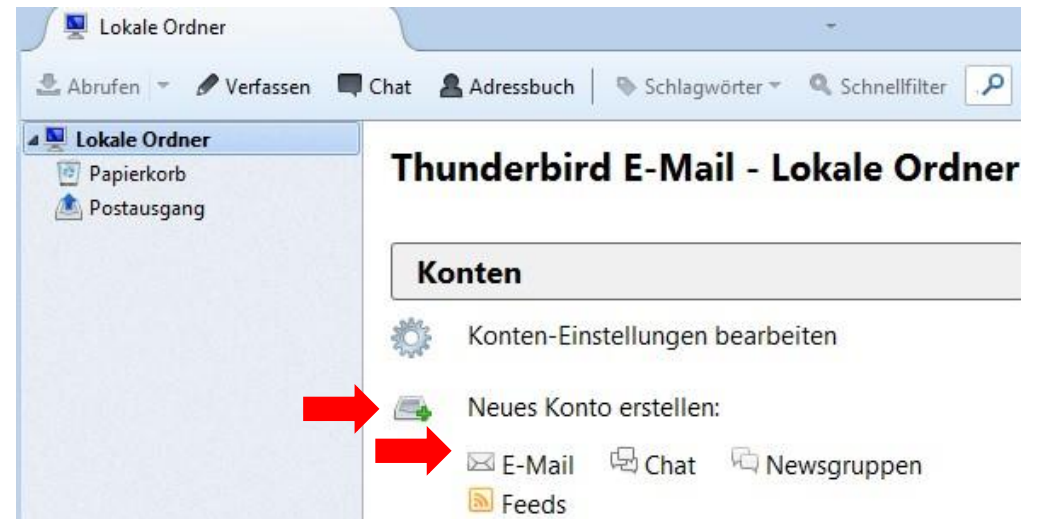 Lokale Ordner
Abrufen Verfassen Chat Adressbuch Schlagwörter Schnellfilter
Lokale Ordner
Papierkorb
Postausgang
Thunderbird E-Mail - Lokale Ordner
Konten
Konten-Einstellungen bearbeiten
Neues Konto erstellen:
E-Mail Chat Newsgruppen
Feeds